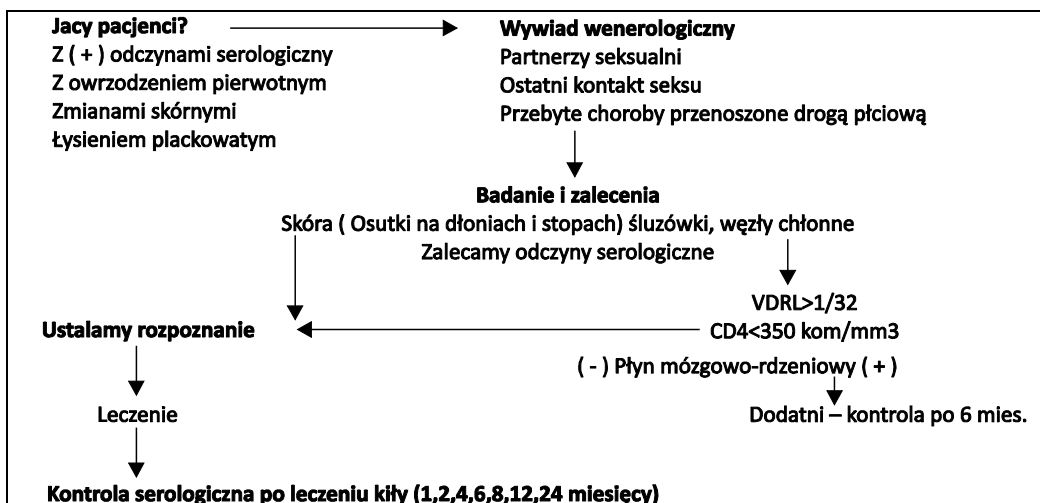 Jacy pacjenci?
Z ( + ) odczynami serologiczny
Z owrzodzeniem pierwotnym
Zmianami skórnymi
Łysieniem plackowatym
Wywiad wenerologiczny
Partnerzy seksualni
Ostatni kontakt seksu
Przebyte choroby przenoszone drogą płciową
Badanie i zalecenia
Skóra ( Osutki na dłoniach i stopach) śluzówki, węzły chłonne
Zalecamy odczyny serologiczne
VDRL>1/32
CD4<350 kom/mm3
( - ) Płyn mózgowo-rdzeniowy ( + )
Dodatni – kontrola po 6 mies.
Ustalamy rozpoznanie
Leczenie
Kontrola serologiczna po leczeniu kiły (1,2,4,6,8,12,24 miesięcy)